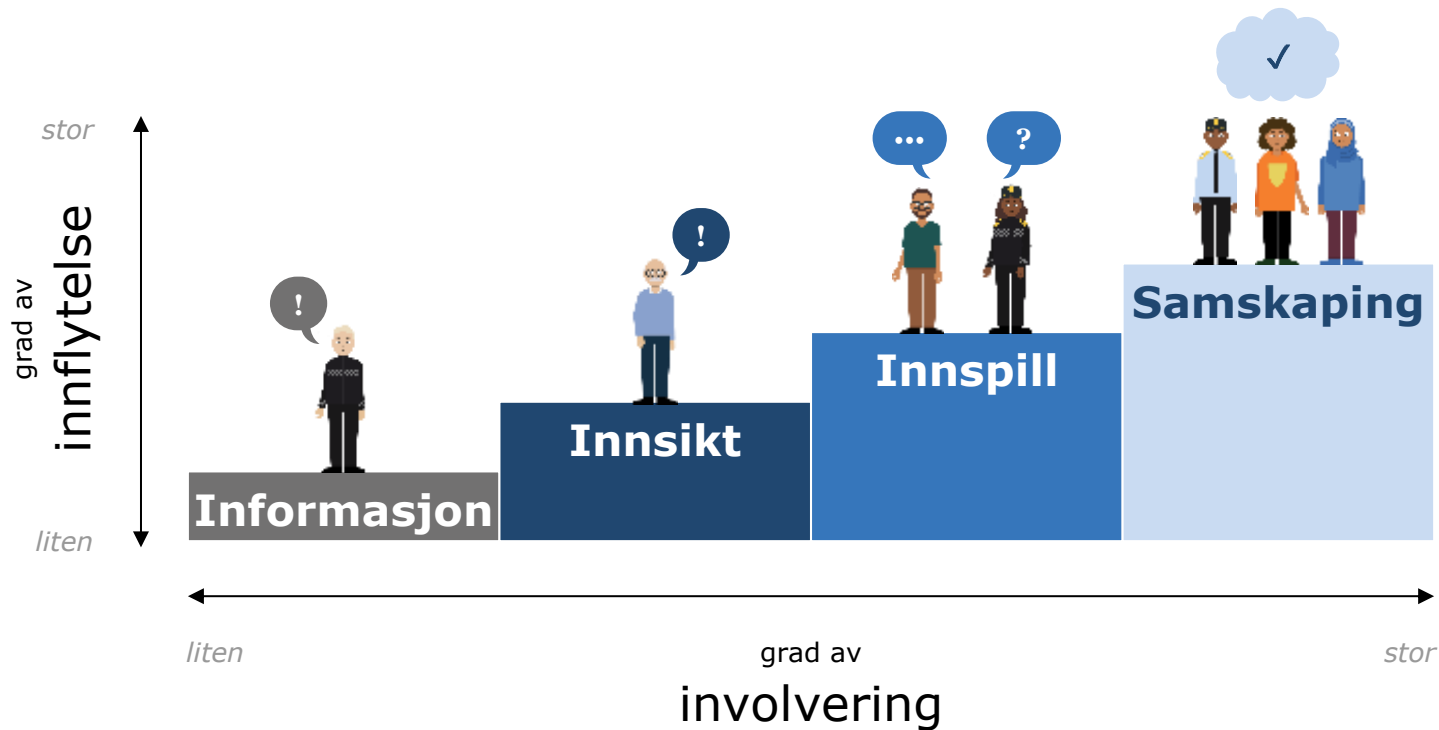 ✓
stor
...
?
!
!
grad av
innflytelse
Samskaping
Innspill
Innsikt
Informasjon
liten
liten
grad av
stor
involvering